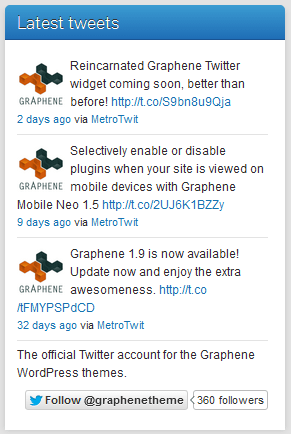 Latest tweets
Reincarnated Graphene Twitter
widget coming soon, better than
before! http://t.co/S9bn8u9Qja
GRAPHENE
2 days ago via MetroTwit
Selectively enable or disable
plugins when your site is viewed on
mobile devices with Graphene
GRAPHENE
Mobile Neo 1.5 http://t.co/2UJ6K1BZZy
9 days ago via MetroTwit
Graphene 1.9 is now available!
Update now and enjoy the extra
awesomeness. http://t.co
GRAPHENE
/tFMYPSPdCD
32 days ago via MetroTwit
The official Twitter account for the Graphene
WordPress themes.
Follow @graphenetheme 360 followers